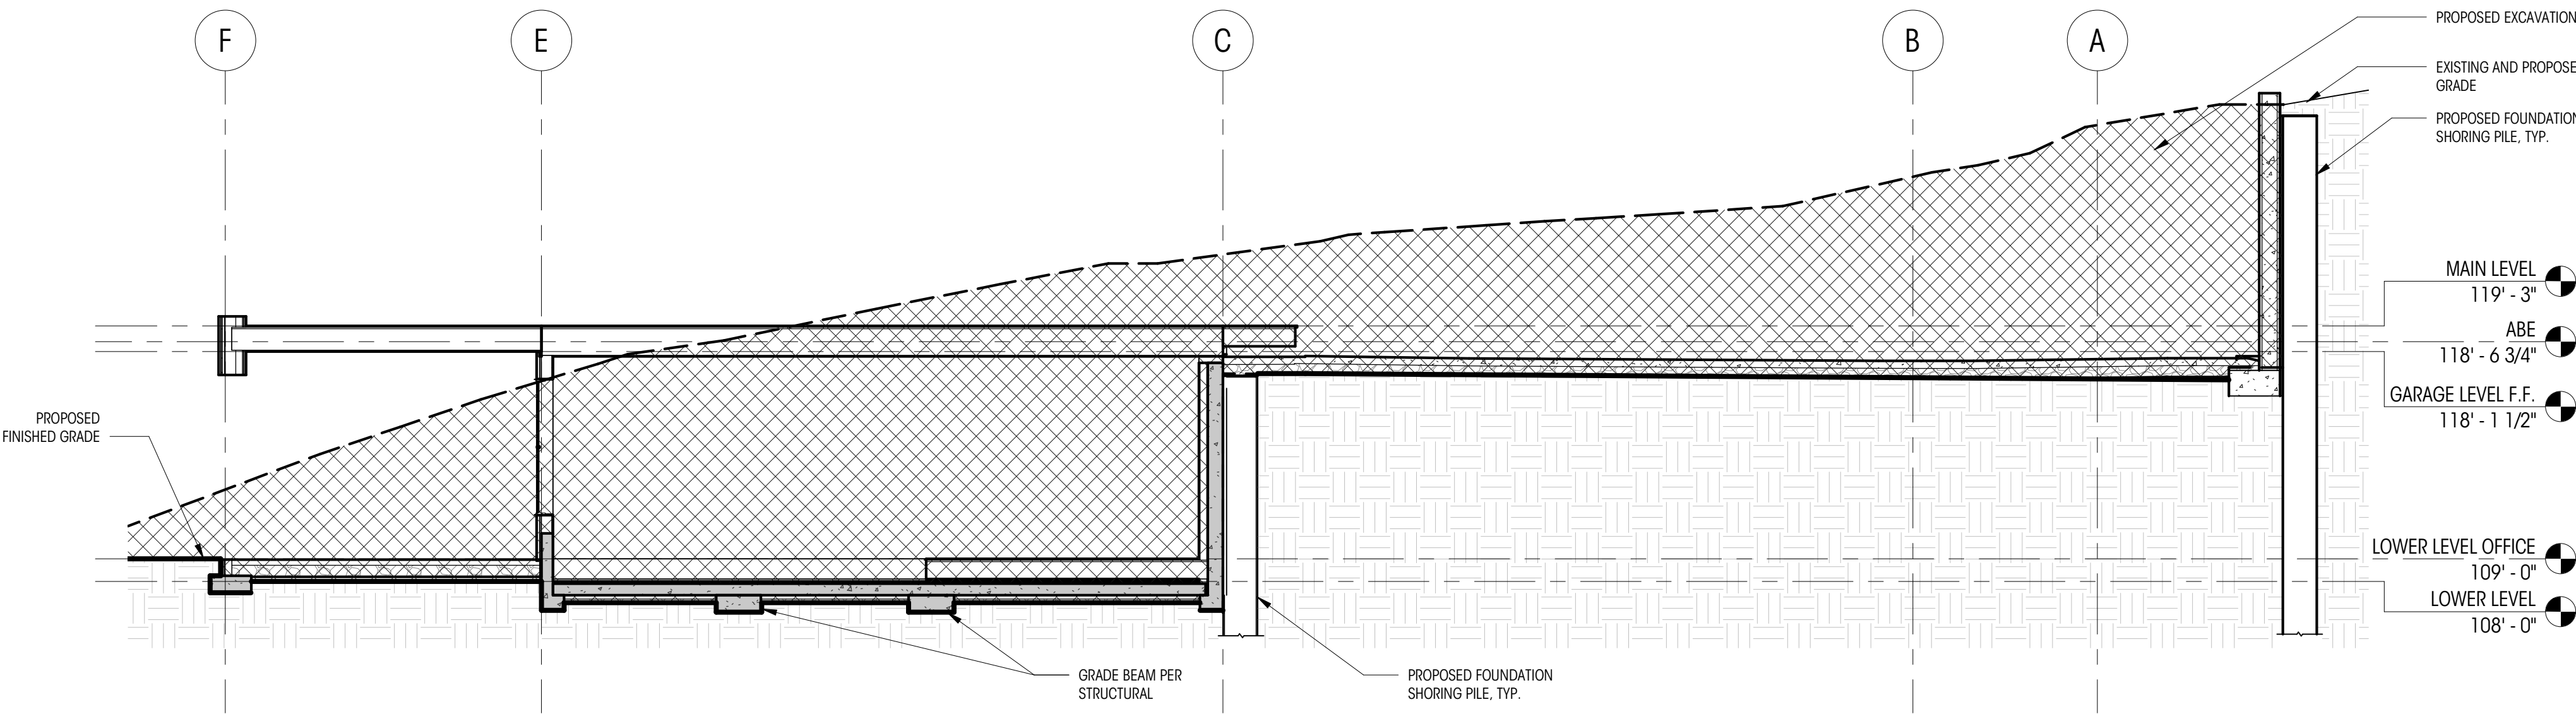 F
E
C
B
A
PROPOSED EXCAVATION
EXISTING AND PROPOSE
GRADE
PROPOSED FOUNDATION
SHORING PILE, TYP.
MAIN LEVEL
119' - 3"
ABE
118' - 6 3/4"
GARAGE LEVEL F.F.
118' - 1 1/2"
PROPOSED
FINISHED GRADE
LOWER LEVEL OFFICE
109' - 0"
LOWER LEVEL
108' - 0"
GRADE BEAM PER
STRUCTURAL
PROPOSED FOUNDATION
SHORING PILE, TYP.